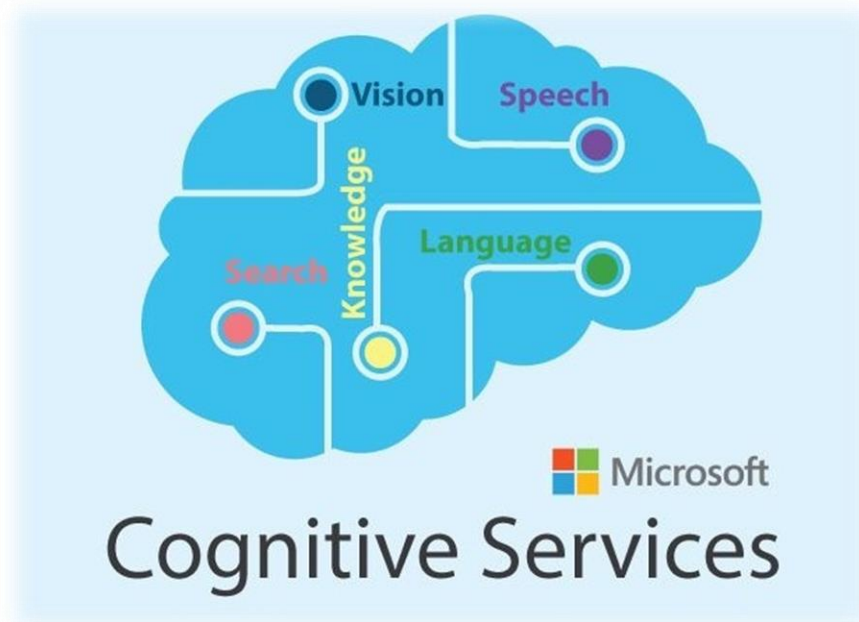 Vision
Speech
Knowledge
Language
Search
Microsoft
Cognitive Services